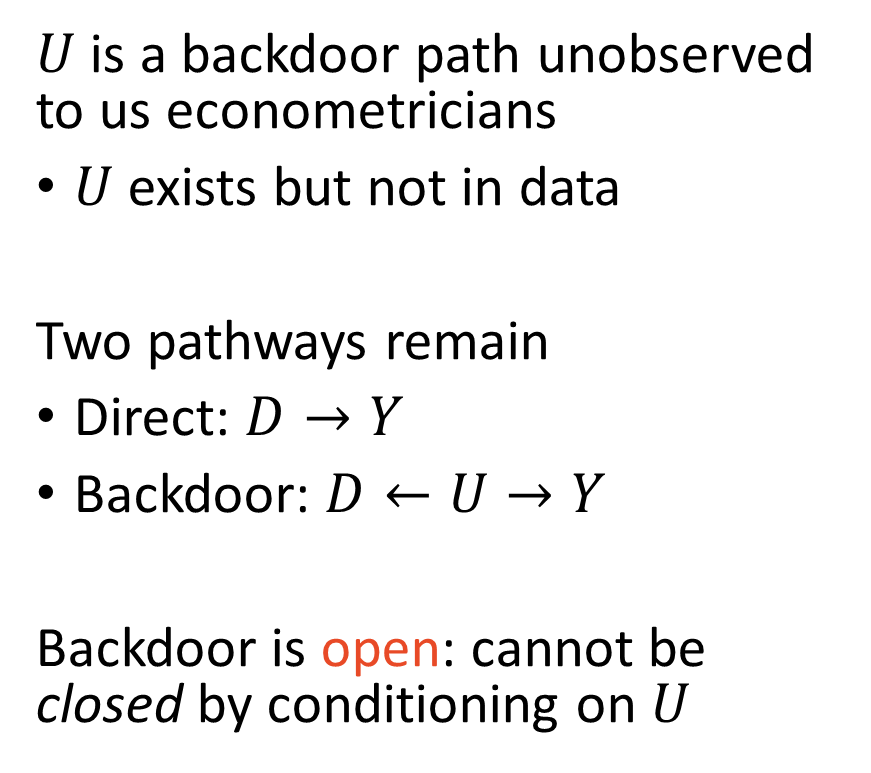 U is a backdoor path unobserved
to us econometricians
• U exists but not in data
Two pathways remain
• Direct: D → Y
• Backdoor: D ← U → Y
Backdoor is open: cannot be
closed by conditioning on U